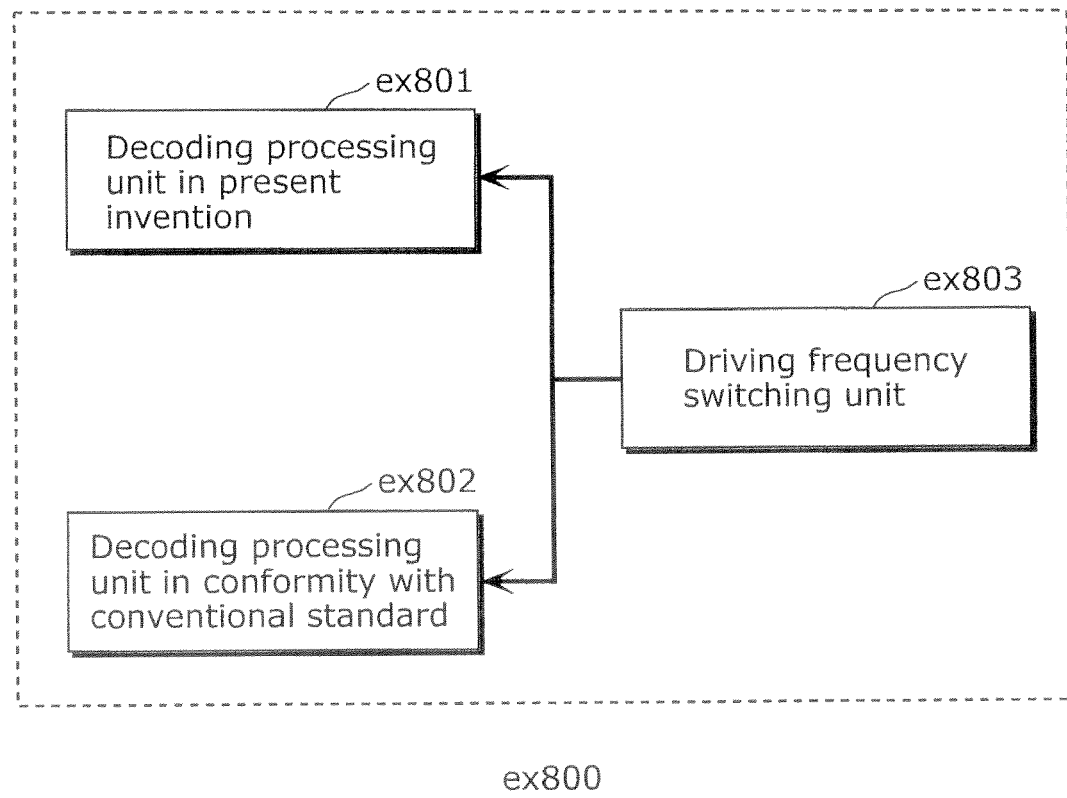 ex801
Decoding processing
unit in present
invention
ex803
Driving frequency
switching unit
ex802
Decoding processing
unit in conformity with
conventional standard
ex800